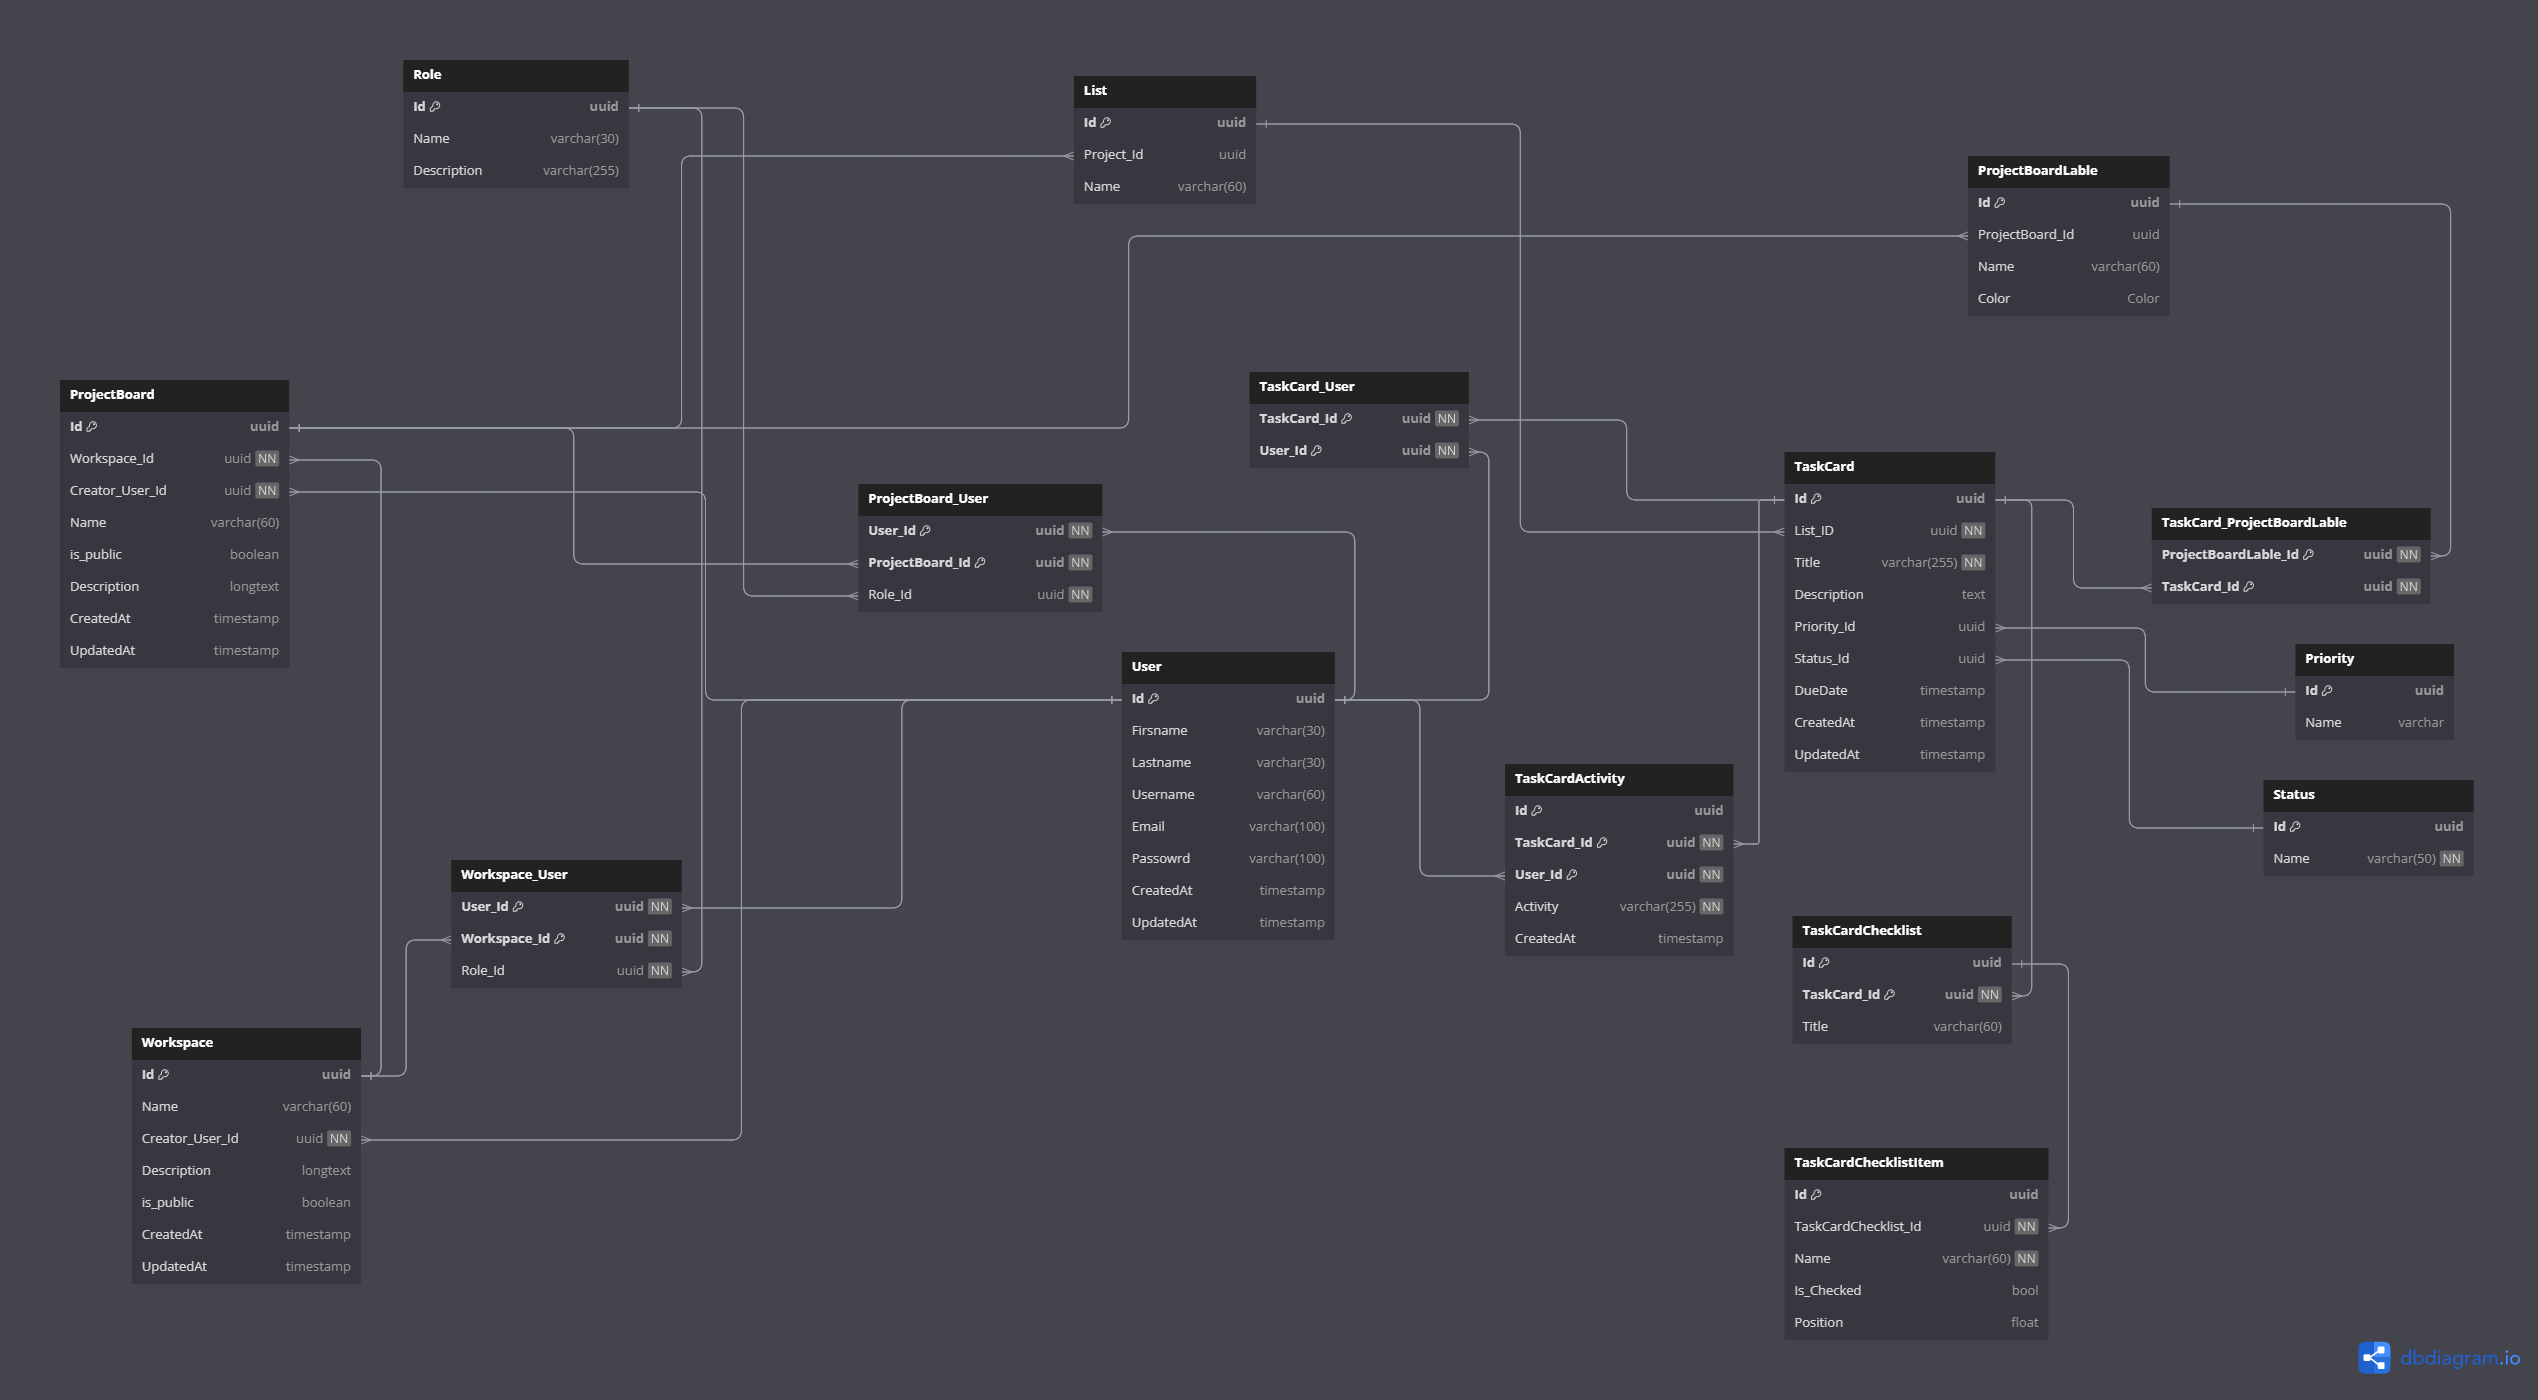 Role
Id uuid
Name varchar(30)
Description varchar(255)
List
Id uuid
Project_Id uuid
Name varchar(60)
ProjectBoardLable
Id uuid
ProjectBoard_Id uuid
Name varchar(60)
Color Color
ProjectBoard
Id uuid
Workspace_Id uuid NN
Creator_User_Id uuid NN
Name varchar(60)
is_public boolean
Description longtext
CreatedAt timestamp
UpdatedAt timestamp
TaskCard_User
TaskCard_Id uuid NN
User_Id uuid NN
ProjectBoard_User
User_Id uuid NN
ProjectBoard_Id uuid NN
Role_Id uuid NN
TaskCard
Id uuid
List_ID uuid NN
Title varchar(255) NN
Description text
Priority_Id uuid
Status_Id uuid
DueDate timestamp
CreatedAt timestamp
UpdatedAt timestamp
TaskCard_ProjectBoardLable
ProjectBoardLable_Id uuid NN
TaskCard_Id uuid NN
Priority
Id uuid
Name varchar
User
Id uuid
Firsname varchar(30)
Lastname varchar(30)
Username varchar(60)
Email varchar(100)
Passowrd varchar(100)
CreatedAt timestamp
UpdatedAt timestamp
TaskCardActivity
Id uuid
TaskCard_Id uuid NN
User_Id uuid NN
Activity varchar(255) NN
CreatedAt timestamp
Status
Id uuid
Name varchar(50) NN
Workspace_User
User_Id uuid NN
Workspace_Id uuid NN
Role_Id uuid NN
TaskCardChecklist
Id uuid
TaskCard_Id uuid NN
Title varchar(60)
Workspace
Id uuid
Name varchar(60)
Creator_User_Id uuid NN
Description longtext
is_public boolean
CreatedAt timestamp
UpdatedAt timestamp
TaskCardChecklistItem
Id uuid
TaskCardChecklist_Id uuid NN
Name varchar(60) NN
Is_Checked bool
Position float
dbdiagram.io